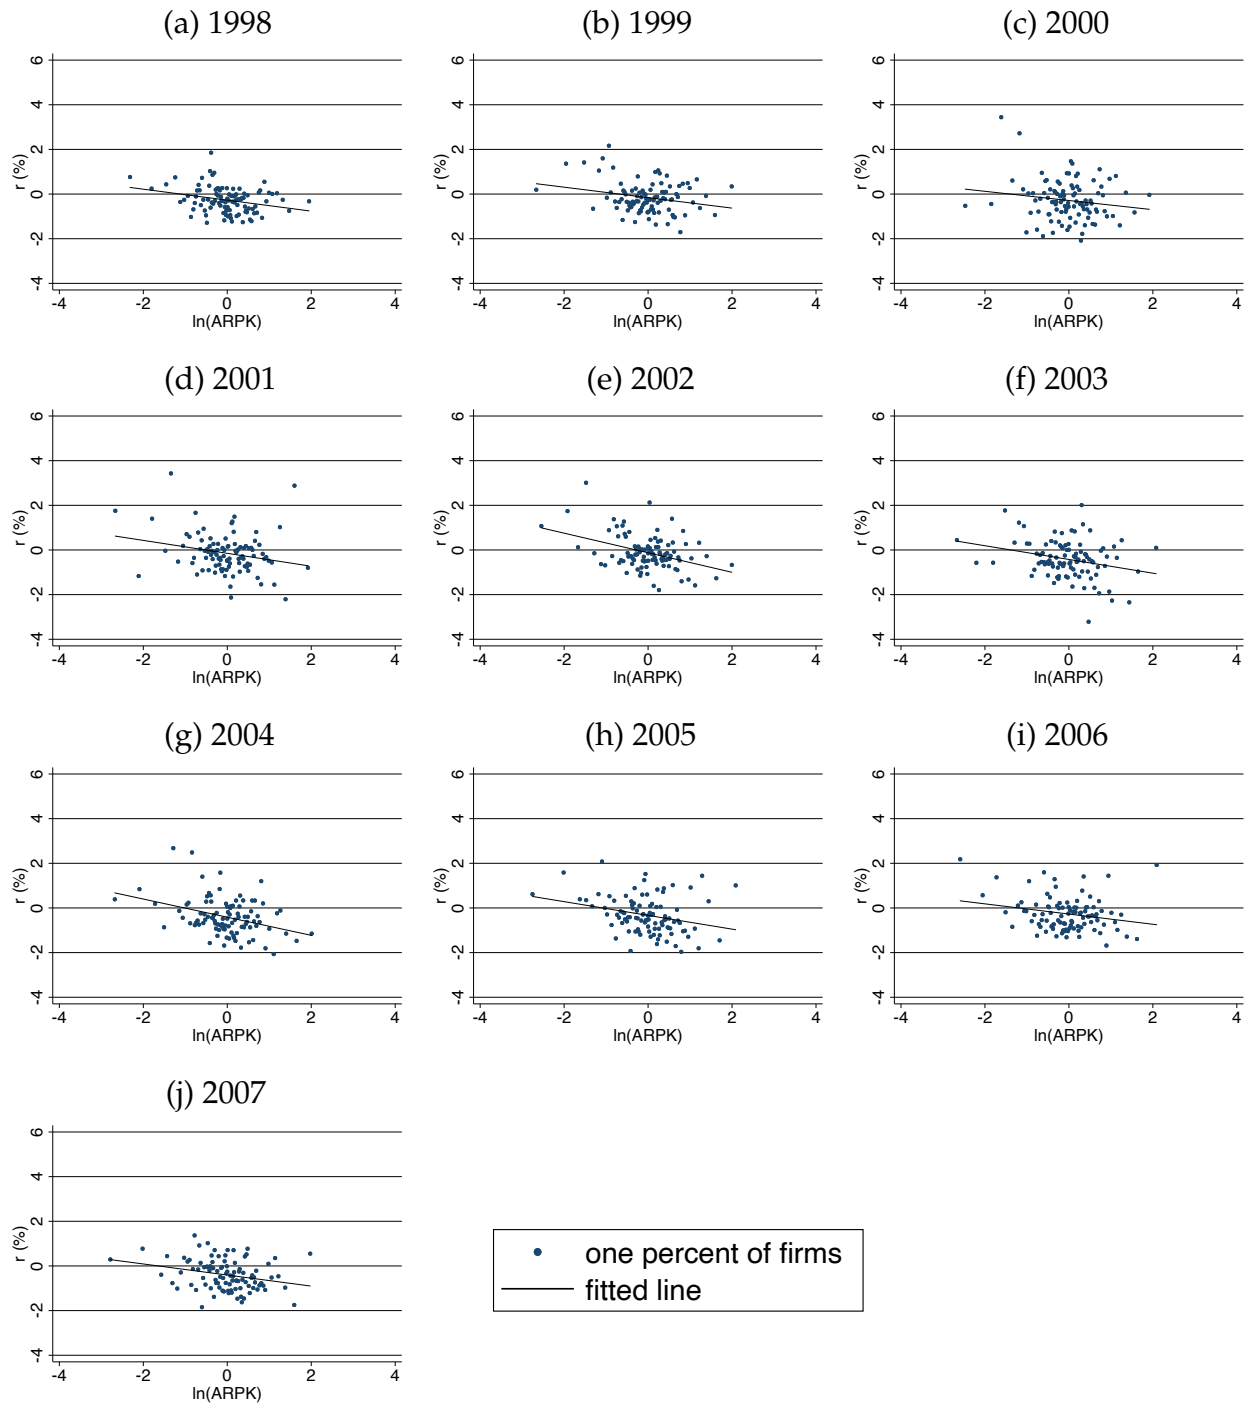 (a) 1998
(b) 1999
(c) 2000
6
4
2
0
-2
-4
r (%)
-4 -2 0 2 4
ln(ARPK)
6
4
2
0
-2
-4
r (%)
-4 -2 0 2 4
ln(ARPK)
6
4
2
0
-2
-4
r (%)
-4 -2 0 2 4
ln(ARPK)
(d) 2001
(e) 2002
(f) 2003
6
4
2
0
-2
-4
r (%)
-4 -2 0 2 4
ln(ARPK)
6
4
2
0
-2
-4
r (%)
-4 -2 0 2 4
ln(ARPK)
6
4
2
0
-2
-4
r (%)
-4 -2 0 2 4
ln(ARPK)
(g) 2004
(h) 2005
(i) 2006
6
4
2
0
-2
-4
r (%)
-4 -2 0 2 4
ln(ARPK)
6
4
2
0
-2
-4
r (%)
-4 -2 0 2 4
ln(ARPK)
6
4
2
0
-2
-4
r (%)
-4 -2 0 2 4
ln(ARPK)
(j) 2007
6
4
2
0
-2
-4
r (%)
-4 -2 0 2 4
ln(ARPK)
one percent of firms
fitted line